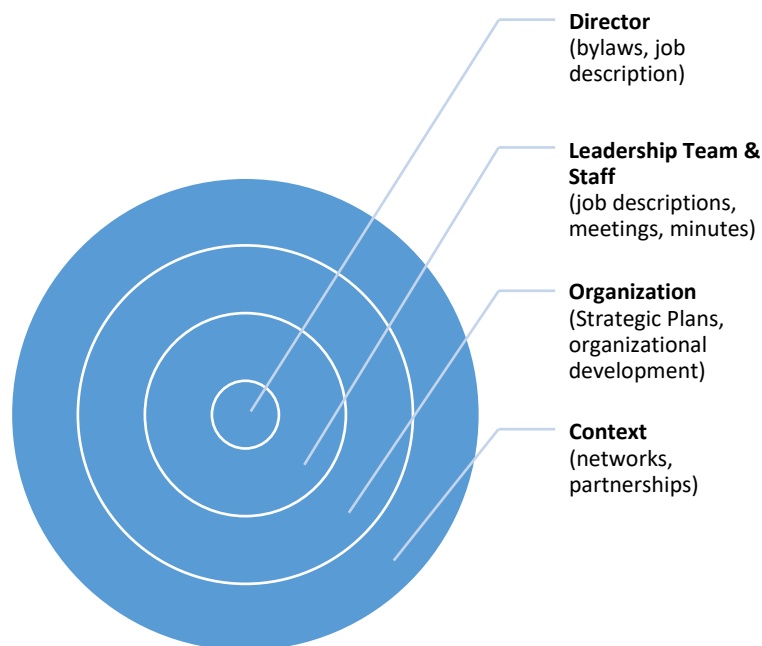 Director
(bylaws, job
description)
Leadership Team &
Staff
(job descriptions,
meetings, minutes)
Organization
(Strategic Plans,
organizational
development)
Context
(networks,
partnerships)